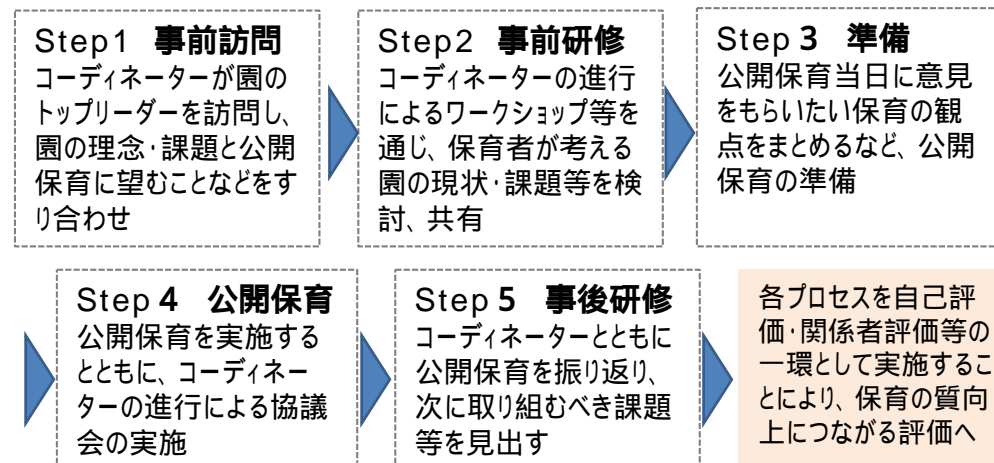 Step1 事前訪問
コーディネーターが園の
トップリーダーを訪問し、
園の理念・課題と公開
保育に望むことなどをす
り合わせ
Step2 事前研修
コーディネーターの進行
によるワークショップ等を
通じ、保育者が考える
園の現状・課題等を検
討、共有
Step 3 準備
公開保育当日に意見
をもらいたい保育の観
点をまとめるなど、公開
保育の準備
Step 4 公開保育
公開保育を実施する
とともに、コーディネー
ターの進行による協議
会の実施
Step 5 事後研修
コーディネーターとともに
公開保育を振り返り、
次に取り組むべき課題
等を見出す
各プロセスを自己評
価・関係者評価等の
一環として実施するこ
とにより、保育の質向
上につながる評価へ